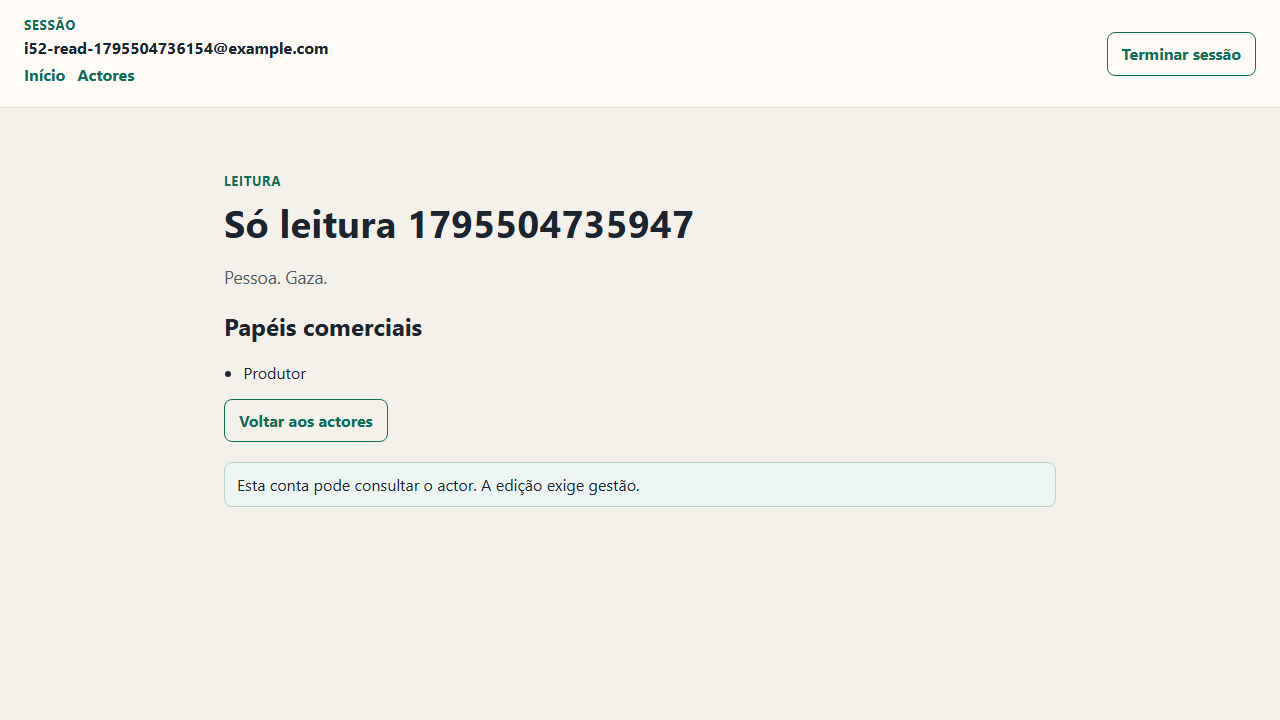 SESSÃO
i52-read-1795504736154@example.com
Início Actores
Terminar sessão
LEITURA
Só leitura 1795504735947
Pessoa. Gaza.
Papéis comerciais
Produtor
Voltar aos actores
Esta conta pode consultar o actor. A edição exige gestão.